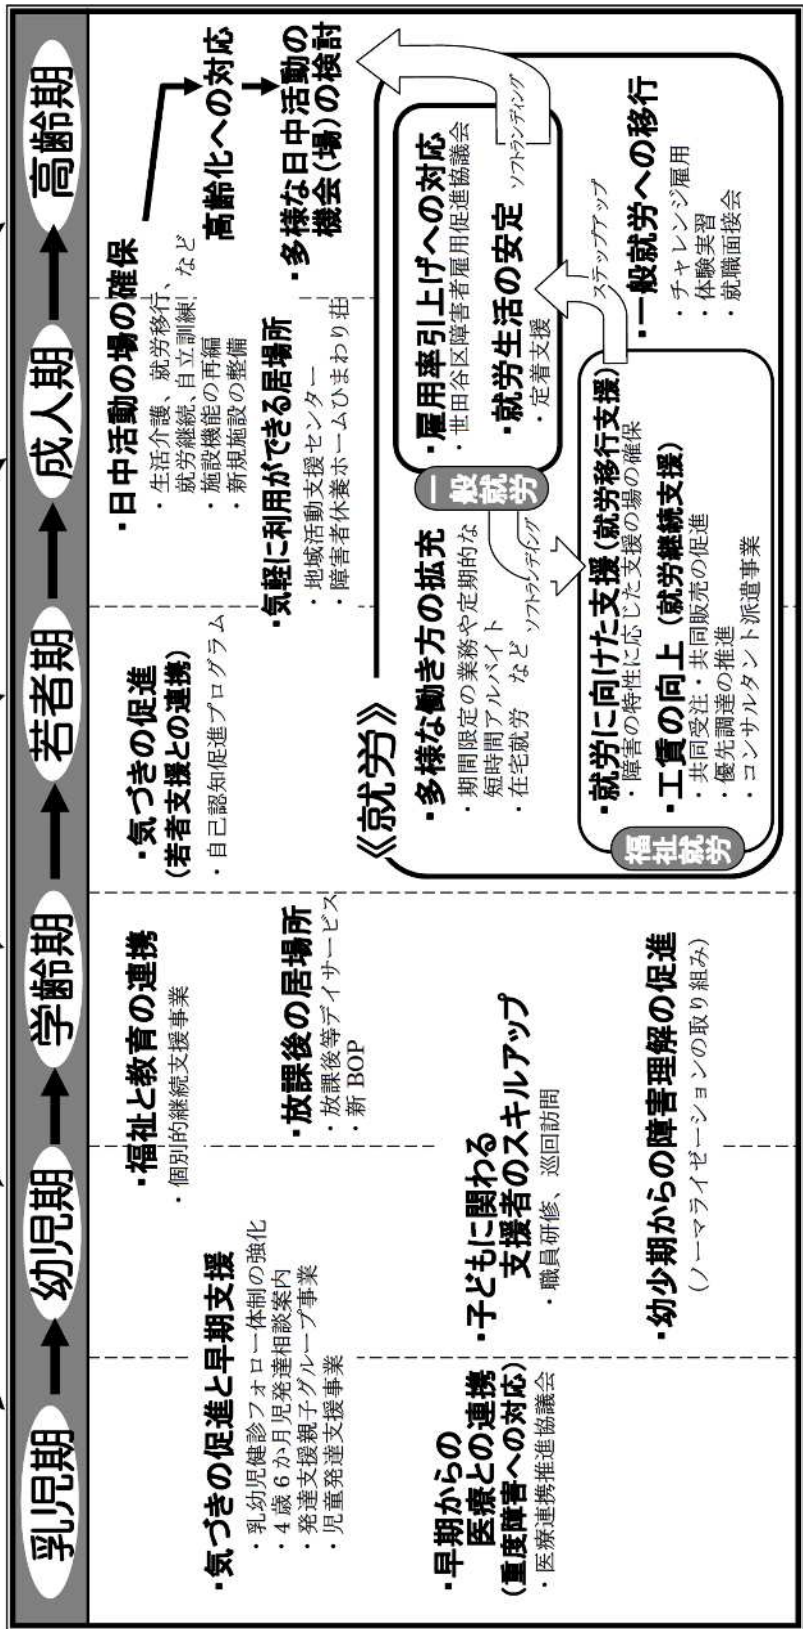 乳児期
幼児期
学齢期
若者期
成人期
高齢期
・気づきの促進と早期支援
・乳幼児健診フォロー体制の強化
・4歳6か月児発達相談案内
・発達支援親子グループ事業
・児童発達支援事業
・早期からの
医療との連携
(重度障害への対応)
・医療連携推進協議会
・福祉と教育の連携
・個別的継続支援事業
・放課後の居場所
・放課後等デイサービス
・新BOP
・子どもに関わる
支援者のスキルアップ
・職員研修、巡回訪問
・幼少期からの障害理解の促進
(ノーマライゼーションの取り組み)
・気づきの促進
(若者支援との連携)
・自己認知促進プログラム
・日中活動の場の確保
・生活介護、就労移行、
就労継続、自立訓練、など
・施設機能の再編
・新規施設の整備
・気軽に利用ができる居場所
・地域活動支援センター
・障害者休養ホームひまわり荘
高齢化への対応
・多様な日中活動の
機会(場)の検討
《就労》
・多様な働き方の拡充
・期間限定の業務や定期的な
短時間アルバイト
・在宅就労 など
一般就労
・雇用率引上げへの対応
・世田谷区障害者雇用促進協議会
・就労生活の安定
・定着支援
ソフトランディング
ソフトランディング
ステップアップ
福祉就労
・就労に向けた支援(就労移行支援)
・障害の特性に応じた支援の場の確保
・工賃の向上(就労継続支援)
・共同受注・共同販売の促進
・優先調達の推進
・コンサルタント派遣事業
・一般就労への移行
・チャレンジ雇用
・体験実習
・就職面接会